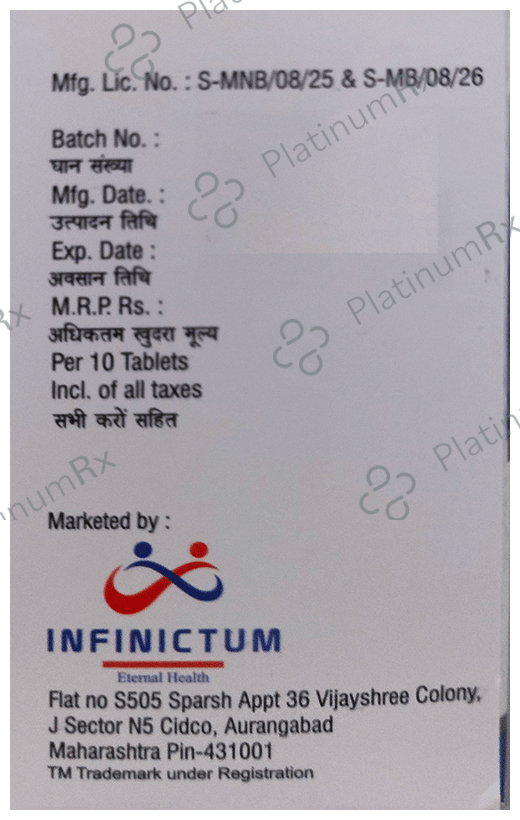 Mfg. Lic. No. : S-MNB/08/25 & S-MB/08/26
Batch No. :
घान संख्या
Mfg. Date. :
उत्पादन तिथि
Exp. Date :
अवसान तिथि
M.R.P. Rs. :
अधिकतम खुदरा मूल्य
Per 10 Tablets
Incl. of all taxes
सभी करों सहित
Marketed by :
INFINICTUM
Eternal Health
Flat no S505 Sparsh Appt 36 Vijayshree Colony,
J Sector N5 Cidco, Aurangabad
Maharashtra Pin-431001
TM Trademark under Registration
PlatinumRx
PlatinumRx